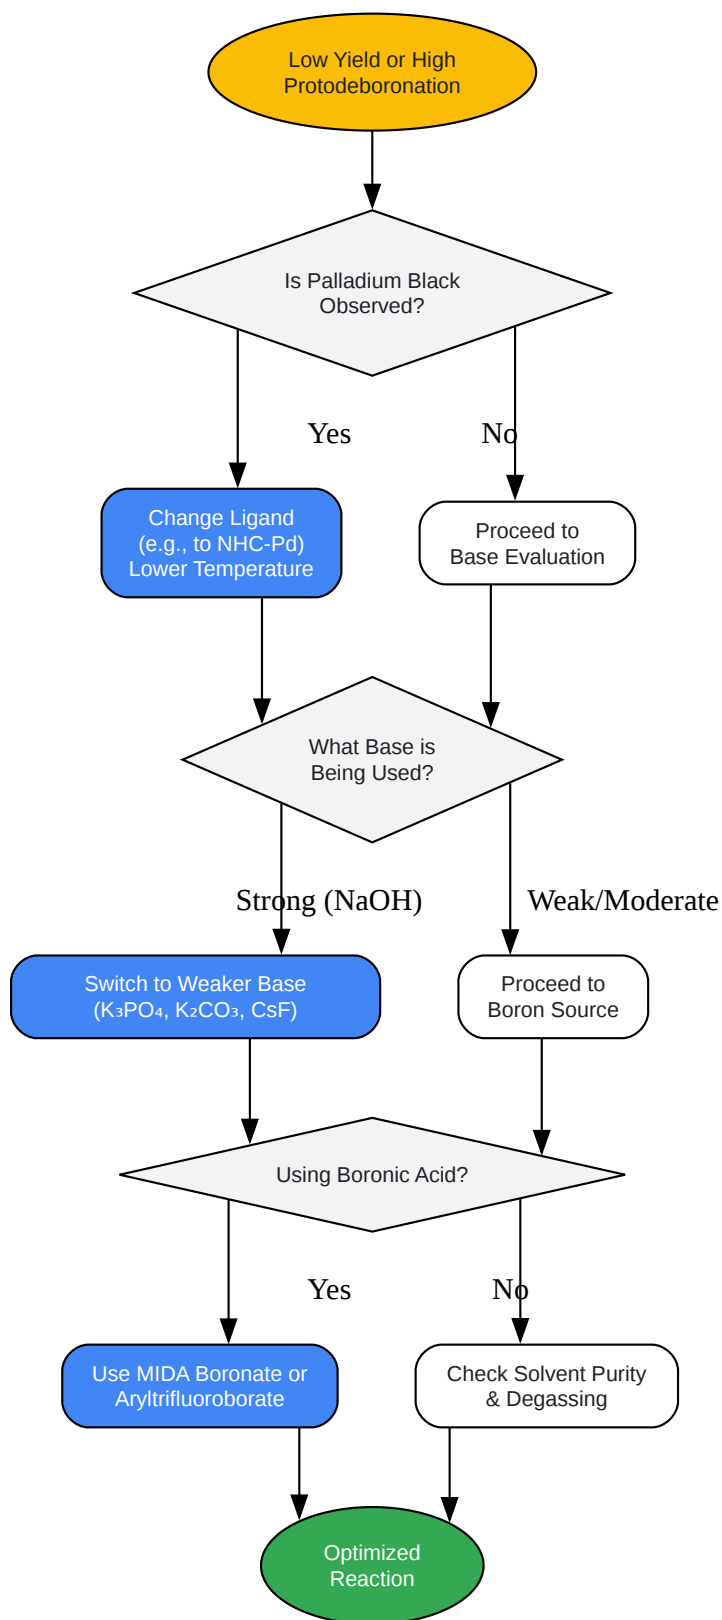 Low Yield or High
Protodeboronation
Is Palladium Black
Observed?
Yes
No
Change Ligand
(e.g., to NHC-Pd)
Lower Temperature
Proceed to
Base Evaluation
What Base is
Being Used?
Strong (NaOH)
Weak/Moderate
Switch to Weaker Base
(K₃PO₄, K₂CO₃, CsF)
Proceed to
Boron Source
Using Boronic Acid?
Yes
No
Use MIDA Boronate or
Aryltrifluoroborate
Check Solvent Purity
& Degassing
Optimized
Reaction